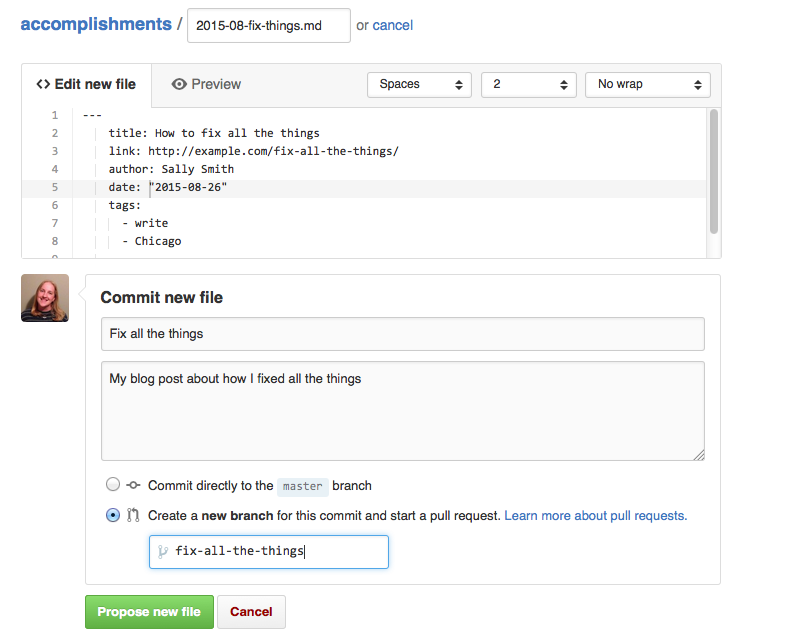 accomplishments / 2015-08-fix-things.md or cancel
<> Edit new file Preview Spaces 2 No wrap
1 ---
2 title: How to fix all the things
3 link: http://example.com/fix-all-the-things/
4 author: Sally Smith
5 date: "2015-08-26"
6 tags:
7 - write
8 - Chicago
Commit new file
Fix all the things
My blog post about how I fixed all the things
Commit directly to the master branch
Create a new branch for this commit and start a pull request. Learn more about pull requests.
fix-all-the-things
Propose new file Cancel